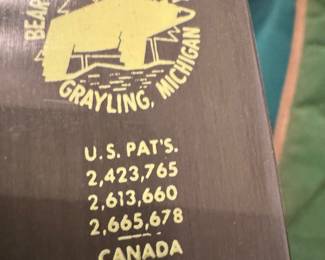 BEAR
GRAYLING, MICHIGAN
U.S. PAT'S.
2,423,765
2,613,660
2,665,678
CANADA